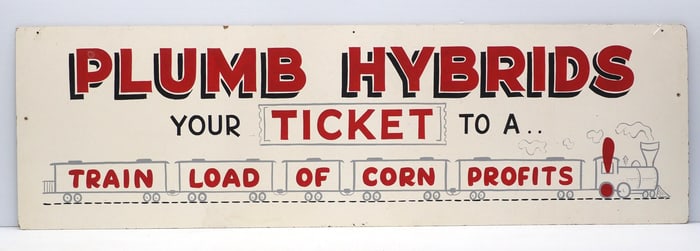 PLUMB HYBRIDS
YOUR TICKET TO A..
TRAIN LOAD OF CORN PROFITS